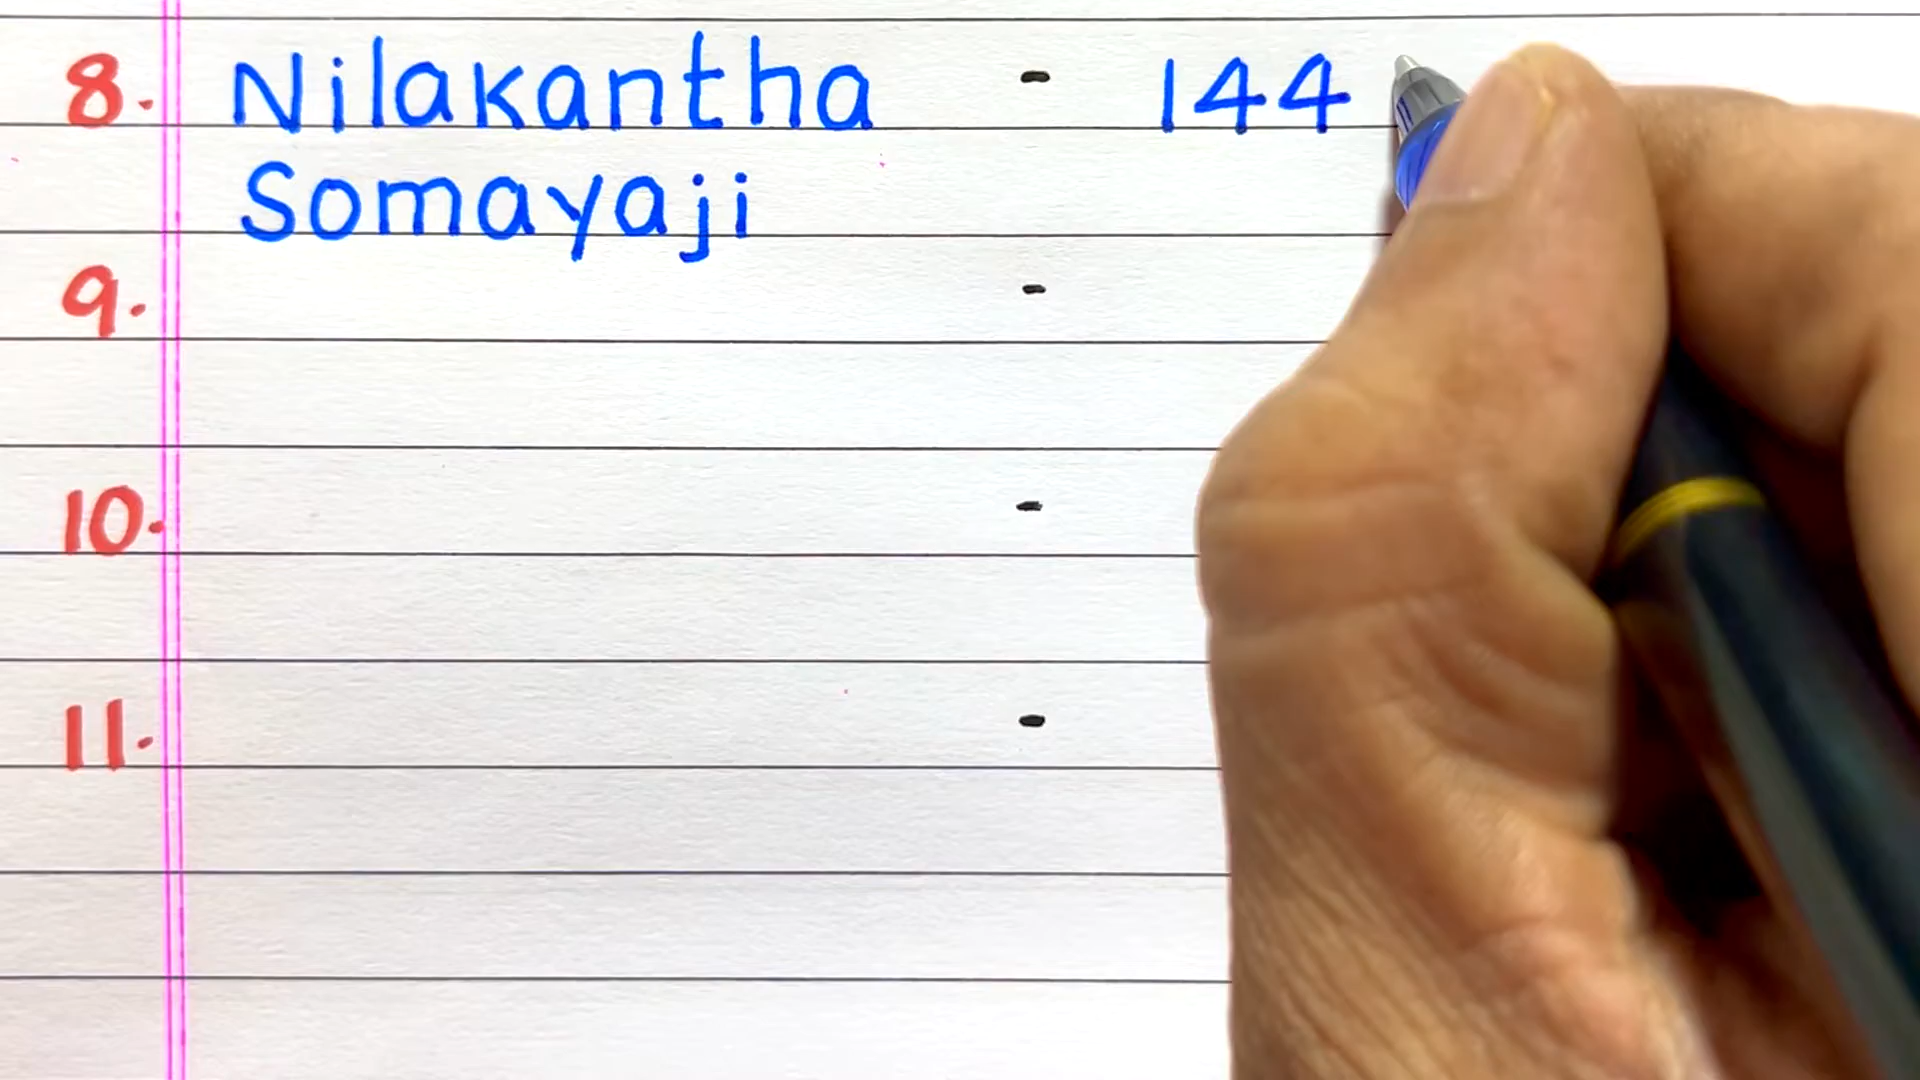 8. Nilakantha - 144
Somayaji
9. -
10. -
11. -